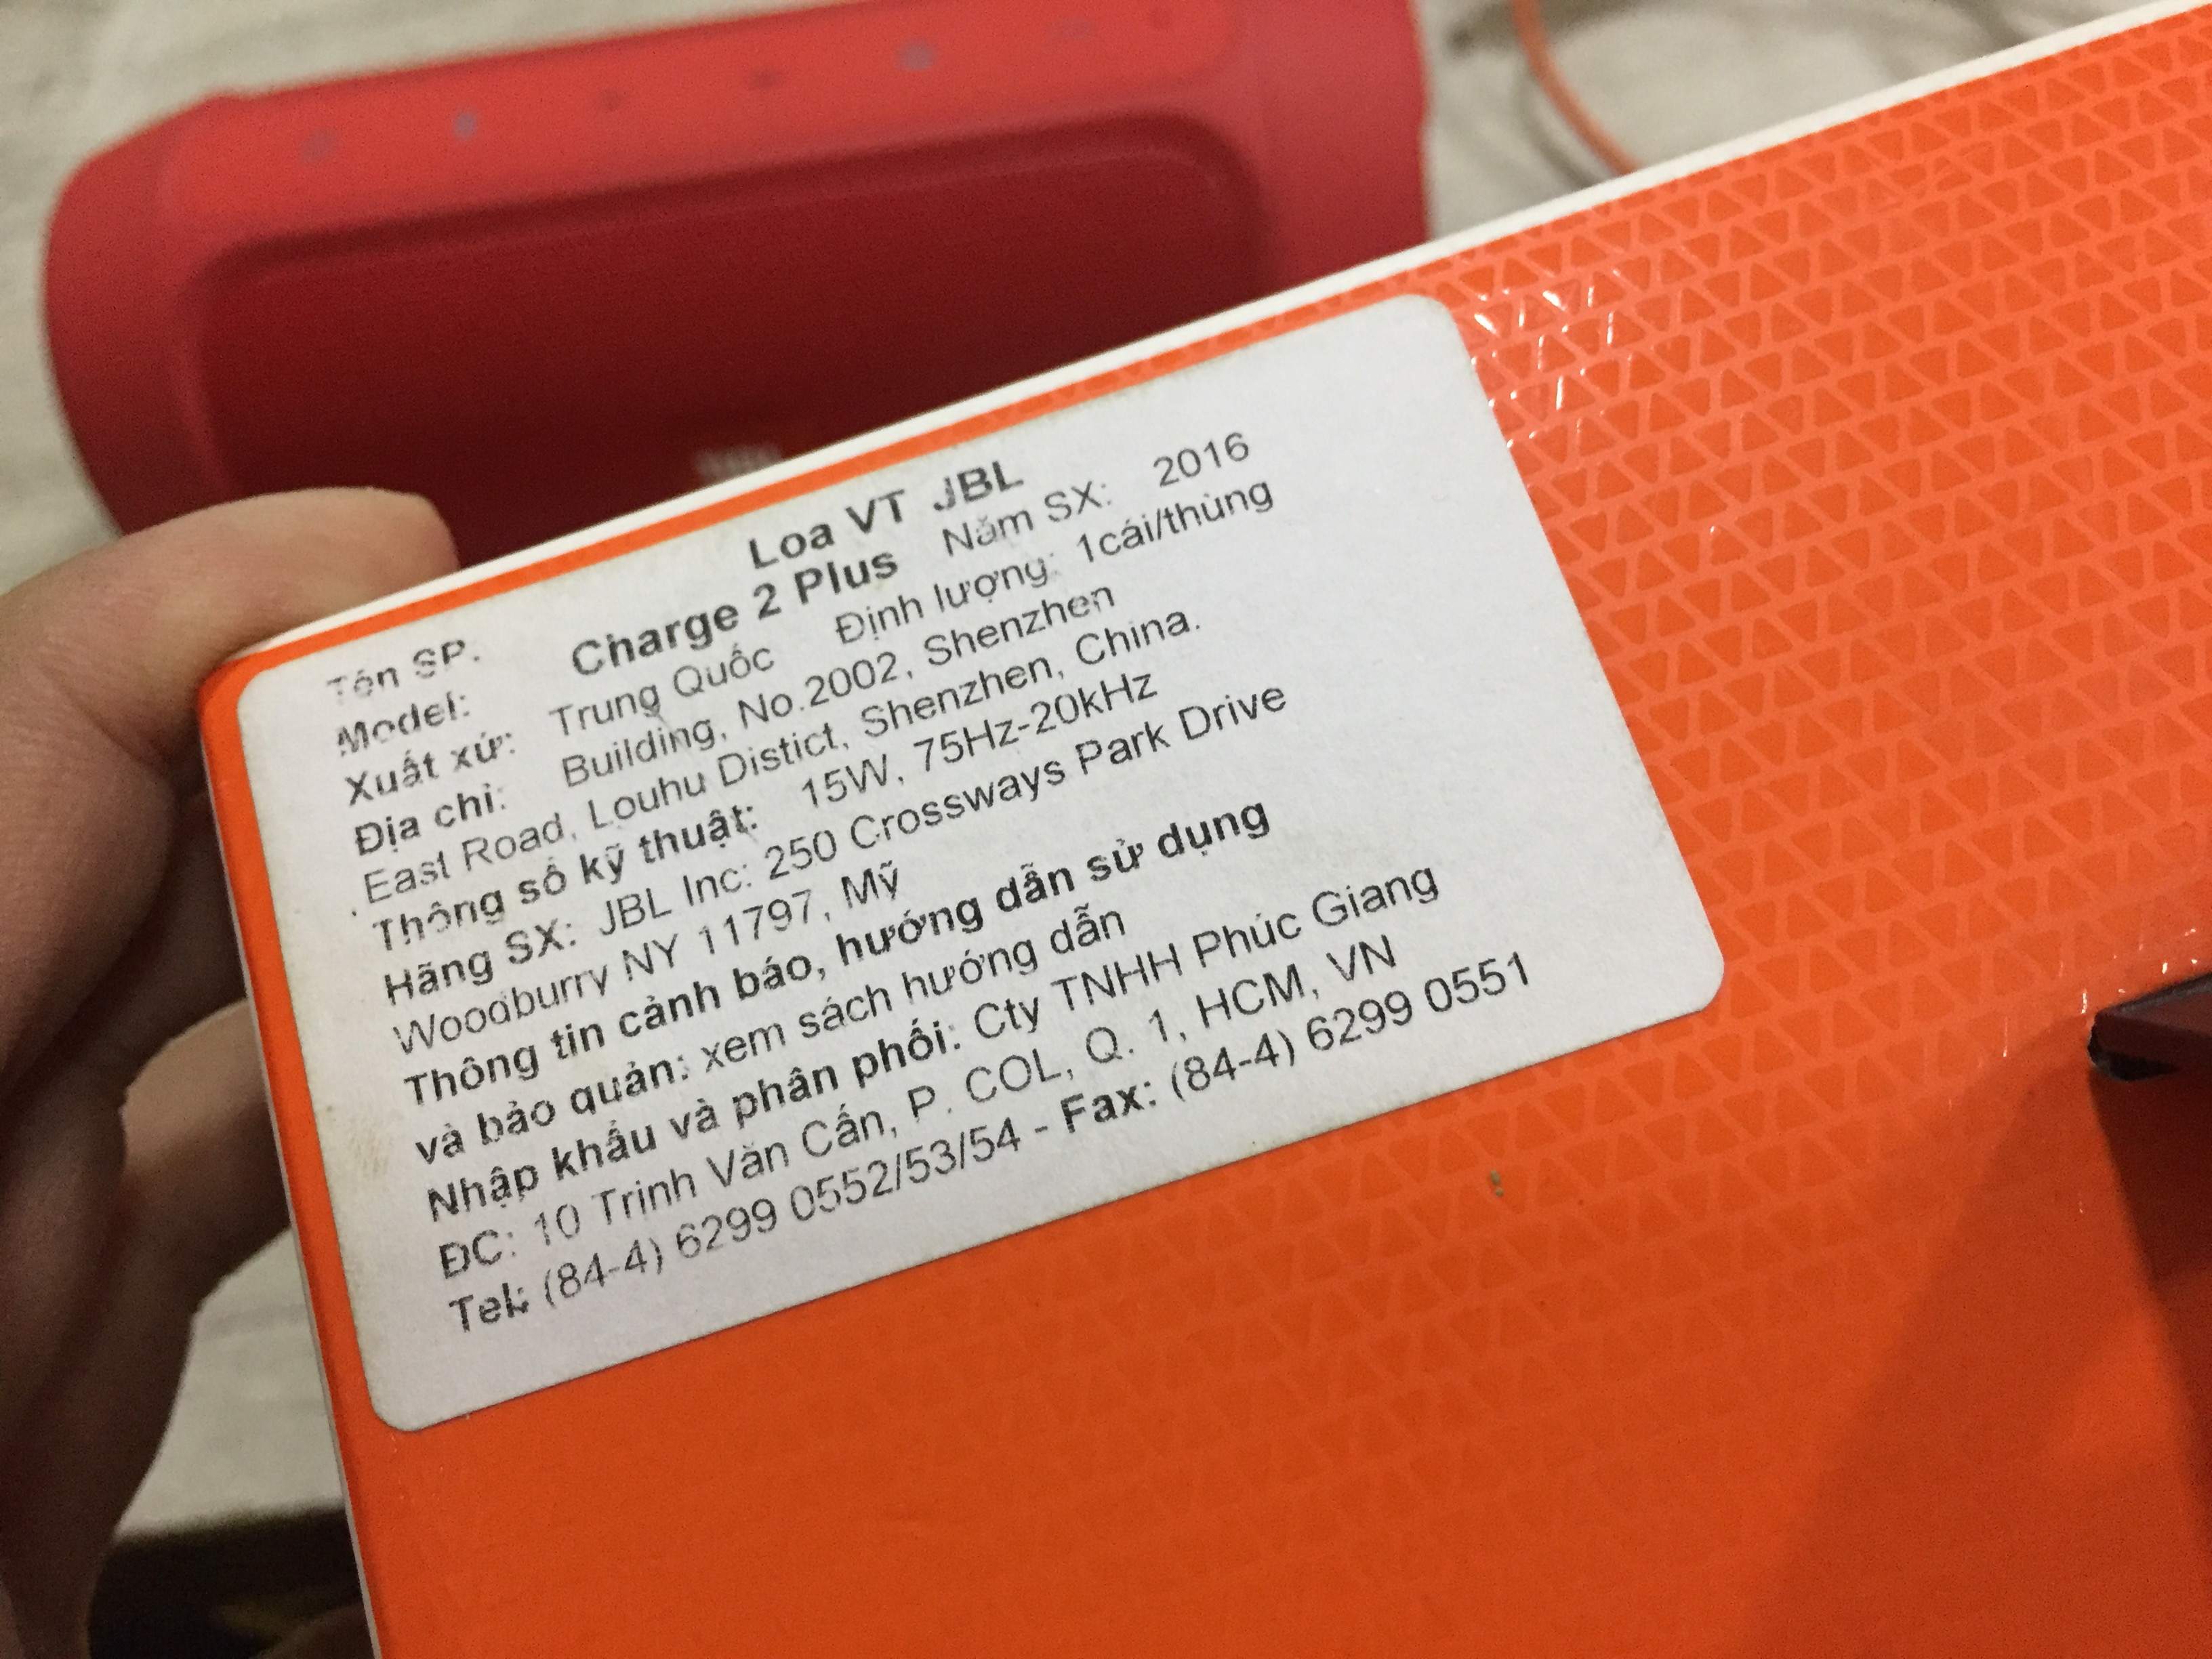 Tên SP. Loa VT JBL
Model: Charge 2 Plus Năm SX: 2016
Xuất xứ: Trung Quốc Định lượng: 1cái/thùng
Địa chỉ: Building, No.2002, Shenzhen
East Road, Louhu Distict, Shenzhen, China.
Thông số kỹ thuật: 15W, 75Hz-20kHz
Hãng SX: JBL Inc: 250 Crossways Park Drive
Woodburry NY 11797, Mỹ
Thông tin cảnh báo, hướng dẫn sử dụng
và bảo quản: xem sách hướng dẫn
Nhập khẩu và phân phối: Cty TNHH Phúc Giang
ĐC: 10 Trịnh Văn Cấn, P. COL, Q. 1, HCM, VN
Tel: (84-4) 6299 0552/53/54 - Fax: (84-4) 6299 0551